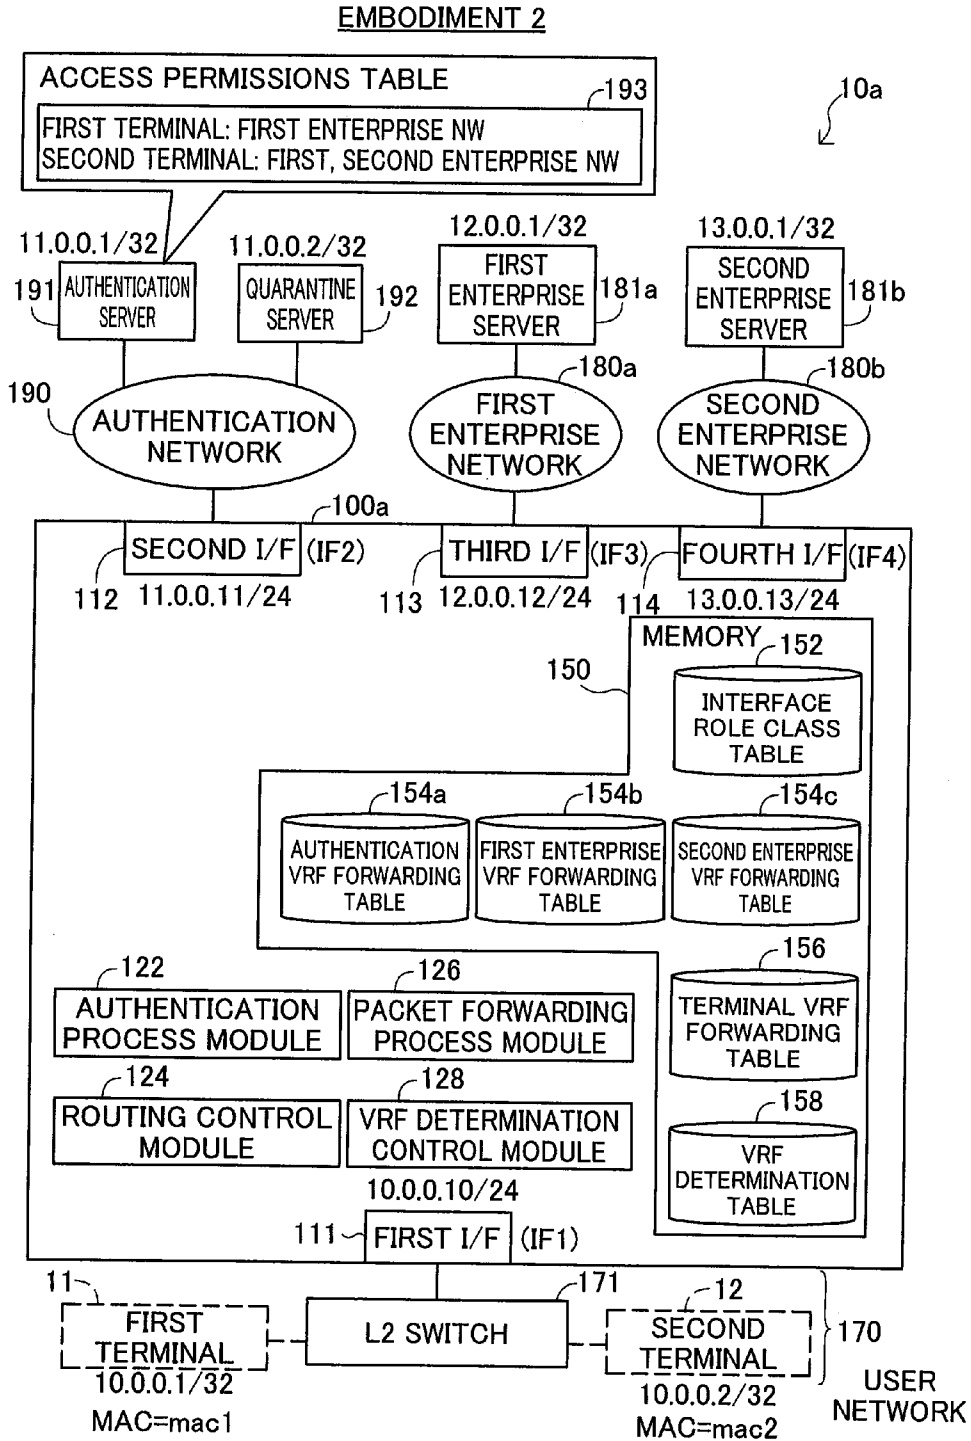 EMBODIMENT 2
ACCESS PERMISSIONS TABLE
193
FIRST TERMINAL: FIRST ENTERPRISE NW
SECOND TERMINAL: FIRST, SECOND ENTERPRISE NW
10a
11.0.0.1/32
11.0.0.2/32
12.0.0.1/32
13.0.0.1/32
191
AUTHENTICATION
SERVER
QUARANTINE
SERVER
192
FIRST
ENTERPRISE
SERVER
181a
SECOND
ENTERPRISE
SERVER
181b
190
AUTHENTICATION
NETWORK
180a
FIRST
ENTERPRISE
NETWORK
180b
SECOND
ENTERPRISE
NETWORK
100a
SECOND I/F
(IF2)
THIRD I/F
(IF3)
FOURTH I/F
(IF4)
112
11.0.0.11/24
113
12.0.0.12/24
114
13.0.0.13/24
MEMORY
150
152
INTERFACE
ROLE CLASS
TABLE
154a
AUTHENTICATION
VRF FORWARDING
TABLE
154b
FIRST ENTERPRISE
VRF FORWARDING
TABLE
154c
SECOND ENTERPRISE
VRF FORWARDING
TABLE
122
AUTHENTICATION
PROCESS MODULE
126
PACKET FORWARDING
PROCESS MODULE
156
TERMINAL VRF
FORWARDING
TABLE
124
ROUTING CONTROL
MODULE
128
VRF DETERMINATION
CONTROL MODULE
158
VRF
DETERMINATION
TABLE
10.0.0.10/24
111
FIRST I/F
(IF1)
11
FIRST
TERMINAL
10.0.0.1/32
MAC=mac1
171
L2 SWITCH
12
SECOND
TERMINAL
10.0.0.2/32
MAC=mac2
170
USER
NETWORK